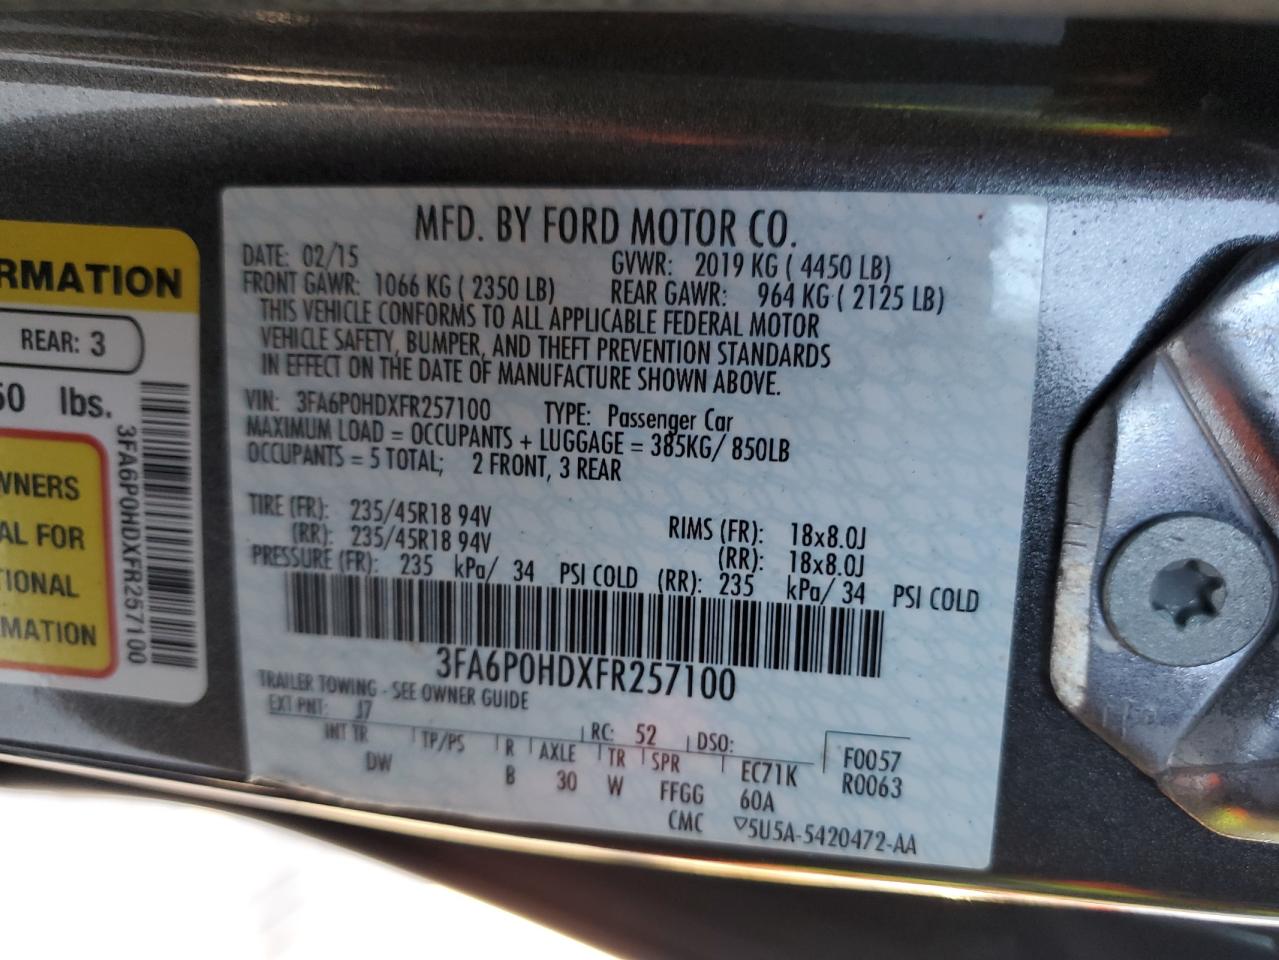 MFD. BY FORD MOTOR CO.
DATE: 02/15 GVWR: 2019 KG ( 4450 LB)
FRONT GAWR: 1066 KG ( 2350 LB) REAR GAWR: 964 KG ( 2125 LB)
THIS VEHICLE CONFORMS TO ALL APPLICABLE FEDERAL MOTOR
VEHICLE SAFETY, BUMPER, AND THEFT PREVENTION STANDARDS
IN EFFECT ON THE DATE OF MANUFACTURE SHOWN ABOVE.
VIN: 3FA6P0HDXFR257100 TYPE: Passenger Car
MAXIMUM LOAD = OCCUPANTS + LUGGAGE = 385KG/ 850LB
OCCUPANTS = 5 TOTAL; 2 FRONT, 3 REAR
TIRE (FR): 235/45R18 94V RIMS (FR): 18x8.0J
(RR): 235/45R18 94V (RR): 18x8.0J
PRESSURE (FR): 235 kPa/ 34 PSI COLD (RR): 235 kPa/ 34 PSI COLD
3FA6P0HDXFR257100
TRAILER TOWING - SEE OWNER GUIDE
EXT PNT: J7 RC: 52 DSO:
INT TR TP/PS R AXLE TR SPR EC71K F0057
DW B 30 W FFGG 60A R0063
CMC ▽5U5A-5420472-AA
RMATION
REAR: 3
50 lbs.
WNERS
AL FOR
TIONAL
MATION
3FA6P0HDXFR257100